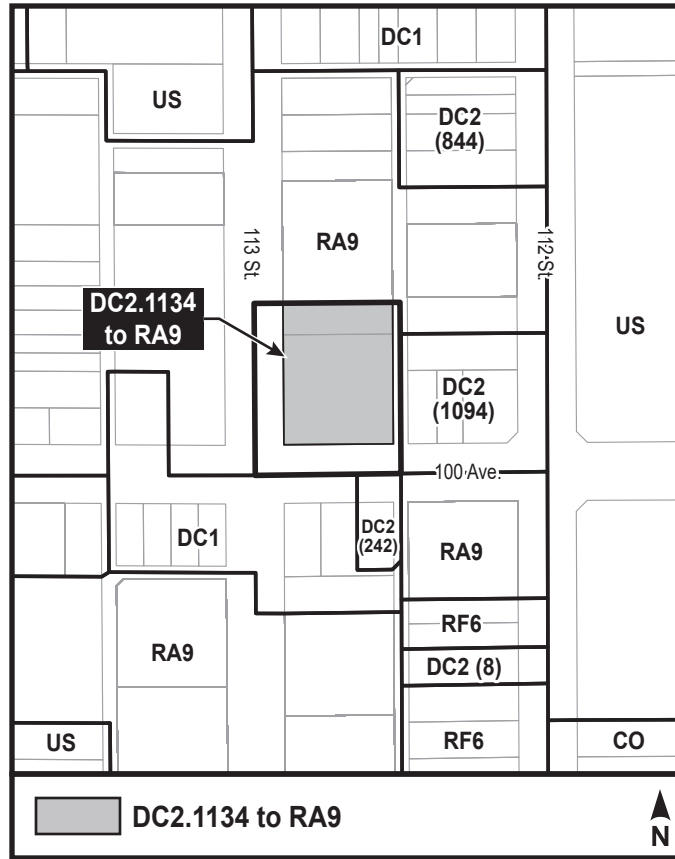 DC1
US
DC2
(844)
113 St.
RA9
112 St.
DC2.1134
to RA9
US
DC2
(1094)
100 Ave.
DC1
DC2
(242)
RA9
RF6
RA9
DC2 (8)
US
RF6
CO
DC2.1134 to RA9
N